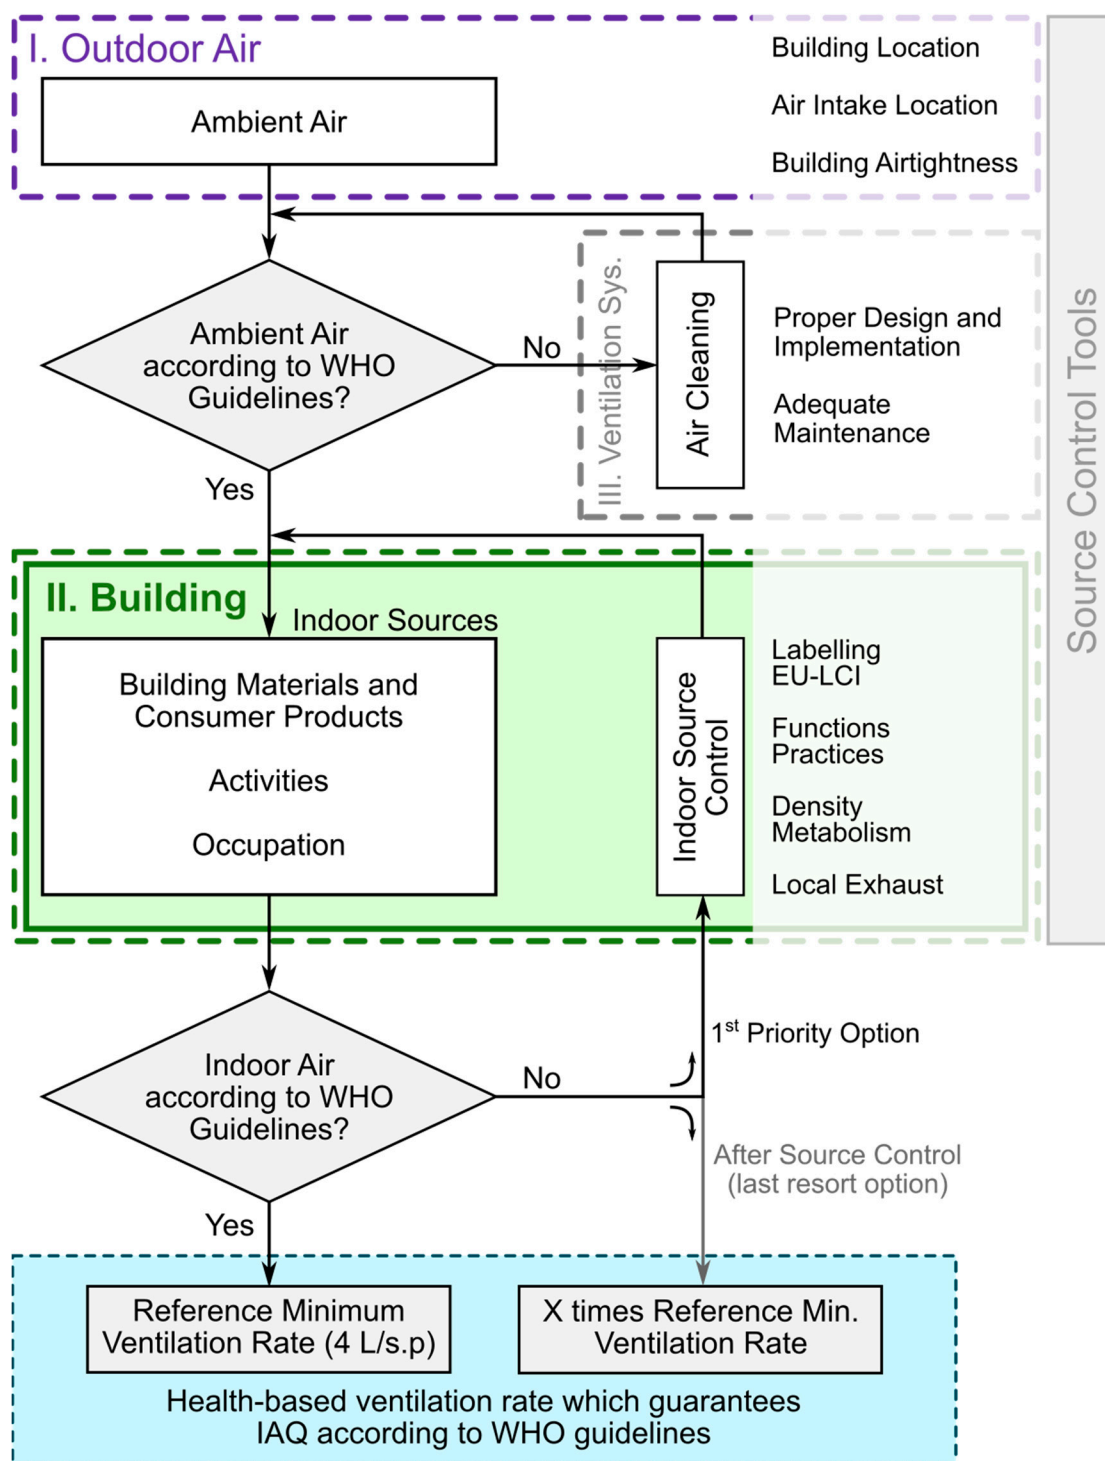 I. Outdoor Air
Ambient Air
Building Location
Air Intake Location
Building Airtightness
Source Control Tools
Ambient Air
according to WHO
Guidelines?
No
Yes
III. Ventilation Sys.
Air Cleaning
Proper Design and
Implementation
Adequate
Maintenance
II. Building
Indoor Sources
Building Materials and
Consumer Products
Activities
Occupation
Indoor Source
Control
Labelling
EU-LCI
Functions
Practices
Density
Metabolism
Local Exhaust
Indoor Air
according to WHO
Guidelines?
No
1st Priority Option
After Source Control
(last resort option)
Yes
Reference Minimum
Ventilation Rate (4 L/s.p)
X times Reference Min.
Ventilation Rate
Health-based ventilation rate which guarantees
IAQ according to WHO guidelines